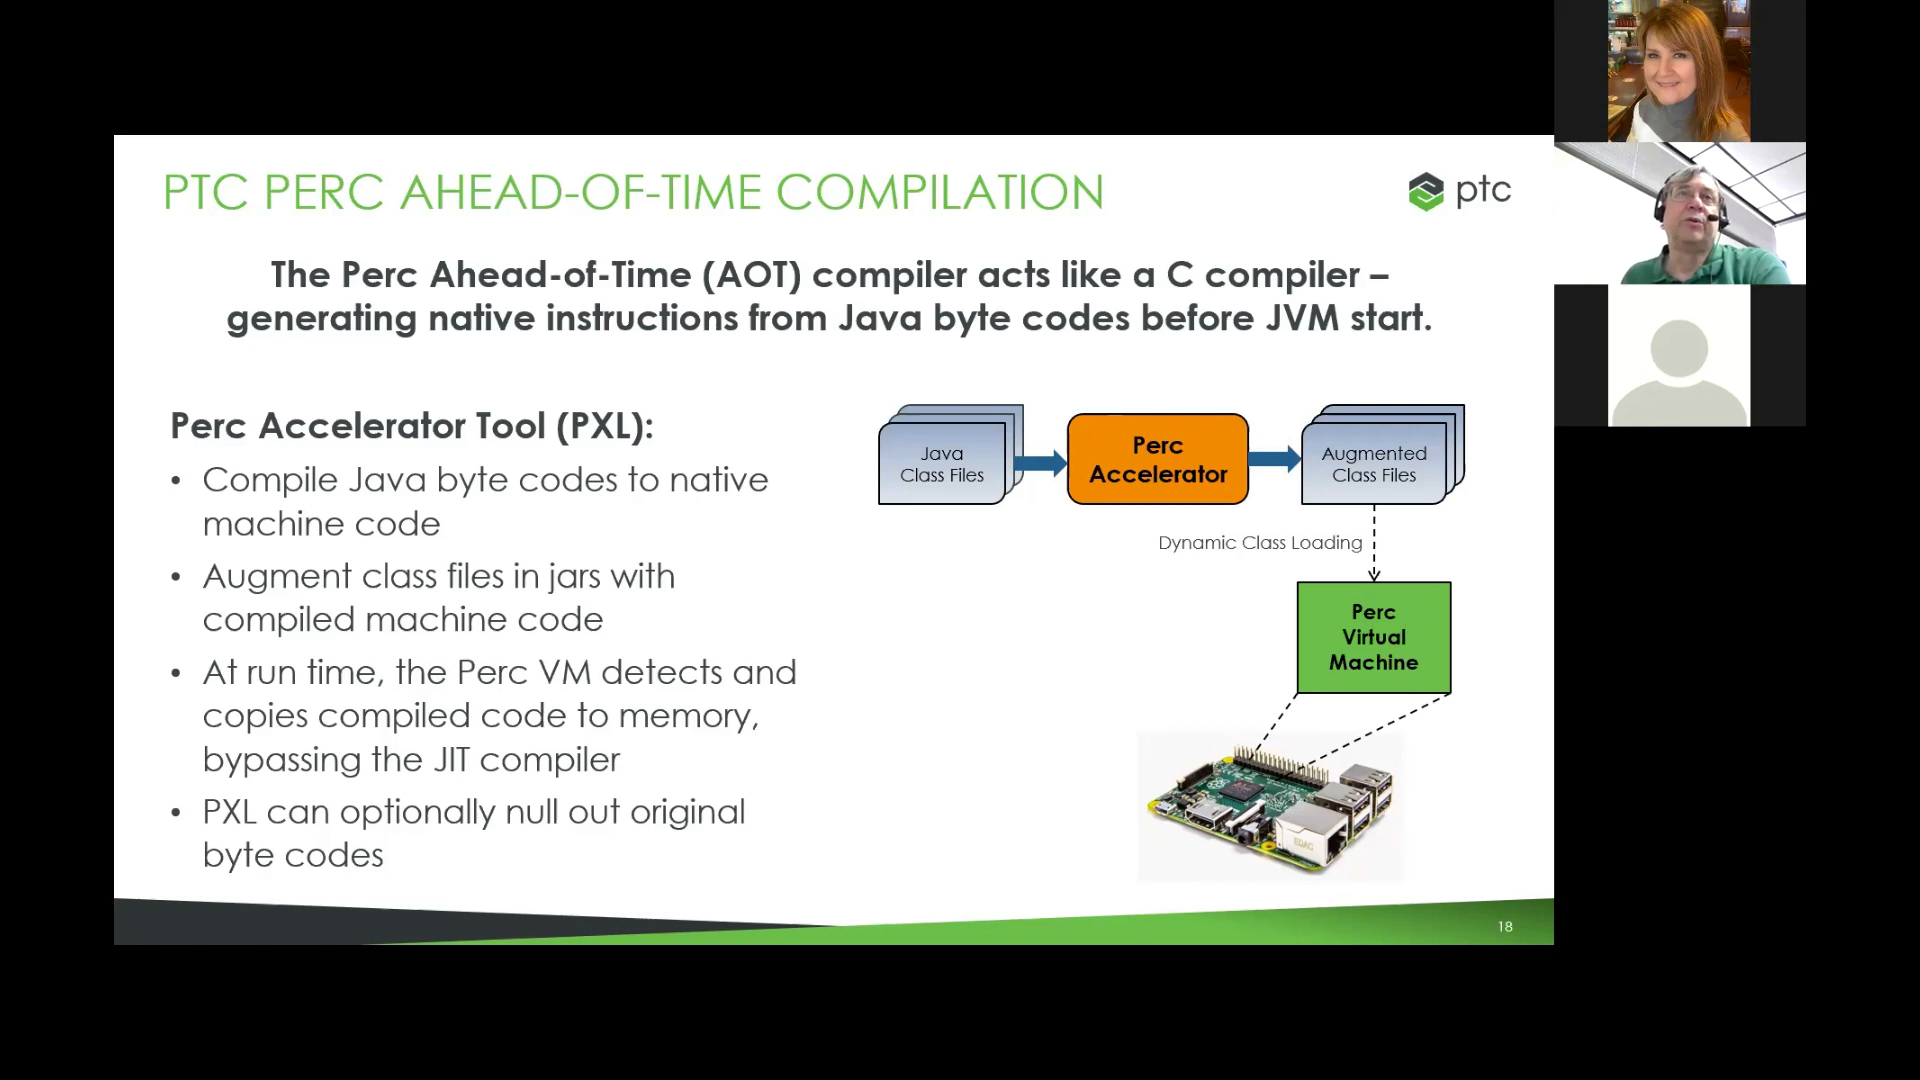 PTC PERC AHEAD-OF-TIME COMPILATION
ptc
The Perc Ahead-of-Time (AOT) compiler acts like a C compiler –
generating native instructions from Java byte codes before JVM start.
Perc Accelerator Tool (PXL):
• Compile Java byte codes to native
machine code
• Augment class files in jars with
compiled machine code
• At run time, the Perc VM detects and
copies compiled code to memory,
bypassing the JIT compiler
• PXL can optionally null out original
byte codes
Java
Class Files
Perc
Accelerator
Augmented
Class Files
Dynamic Class Loading
Perc
Virtual
Machine
EDAC
18